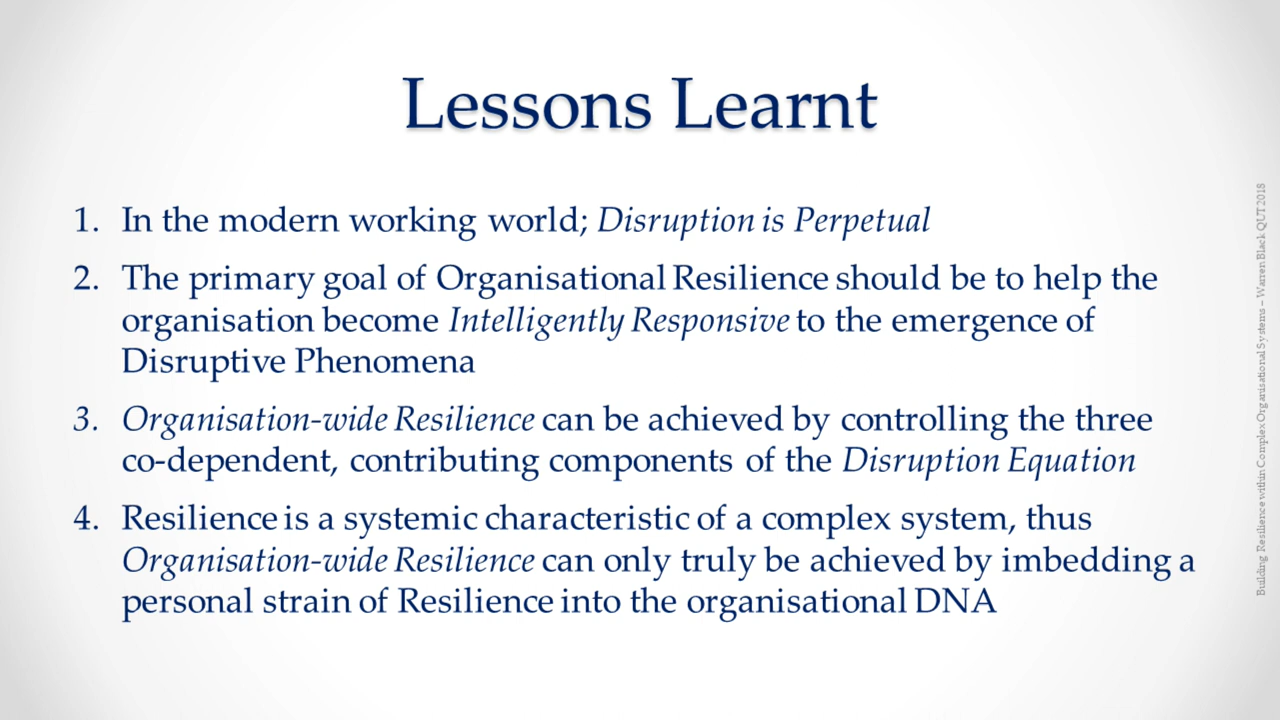 Lessons Learnt
1. In the modern working world; Disruption is Perpetual
2. The primary goal of Organisational Resilience should be to help the
organisation become Intelligently Responsive to the emergence of
Disruptive Phenomena
3. Organisation-wide Resilience can be achieved by controlling the three
co-dependent, contributing components of the Disruption Equation
4. Resilience is a systemic characteristic of a complex system, thus
Organisation-wide Resilience can only truly be achieved by imbedding a
personal strain of Resilience into the organisational DNA
Building Resilience within Complex Organisational Systems – Warren Black QUT 2018